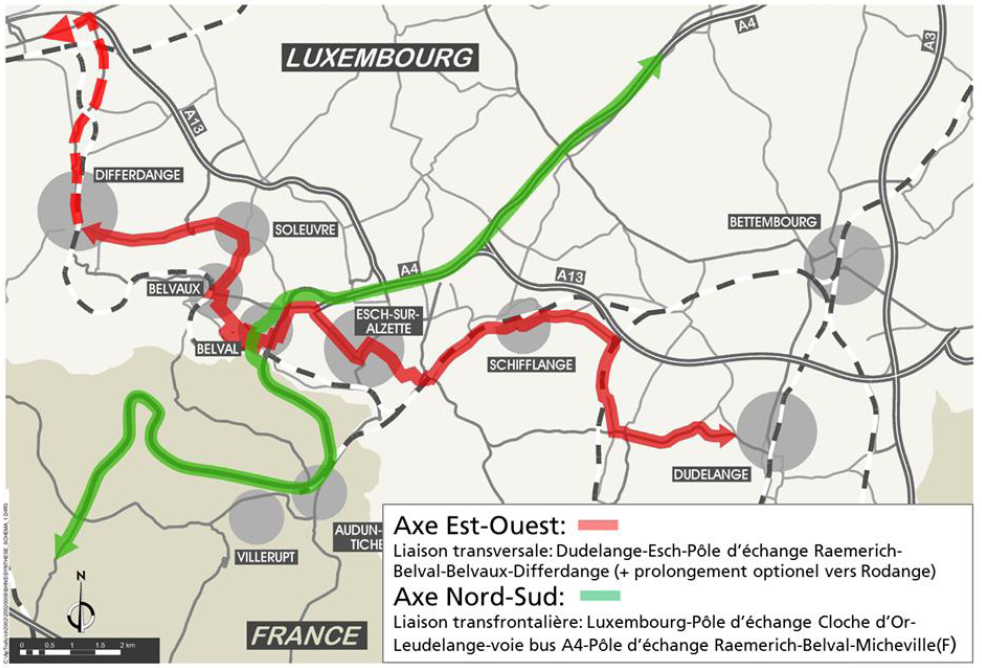 A4
A3
LUXEMBOURG
A13
DIFFERDANGE
SOLEUVRE
BETTEMBOURG
A4
A13
BELVAUX
ESCH-SUR-
ALZETTE
BELVAL
SCHIFFLANGE
DUDELANGE
AUDUN-
TICHE
VILLERUPT
FRANCE
N
0 0.5 1 1.5 2 km
Axe Est-Ouest:
Liaison transversale: Dudelange-Esch-Pôle d'échange Raemerich-
Belval-Belvaux-Differdange (+ prolongement optionel vers Rodange)
Axe Nord-Sud:
Liaison transfrontalière: Luxembourg-Pôle d'échange Cloche d'Or-
Leudelange-voie bus A4-Pôle d'échange Raemerich-Belval-Micheville(F)